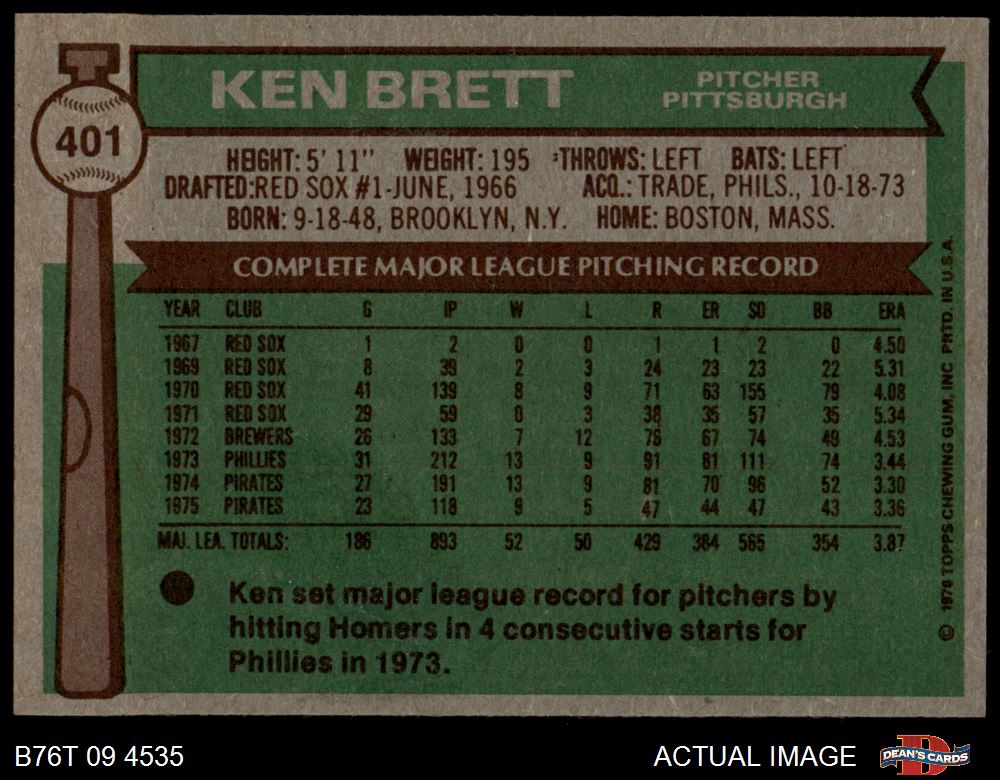 KEN BRETT
PITCHER
PITTSBURGH
401
HEIGHT: 5' 11" WEIGHT: 195 THROWS: LEFT BATS: LEFT
DRAFTED: RED SOX #1-JUNE, 1966 ACQ.: TRADE, PHILS., 10-18-73
BORN: 9-18-48, BROOKLYN, N.Y. HOME: BOSTON, MASS.
COMPLETE MAJOR LEAGUE PITCHING RECORD
YEAR CLUB G IP W L R ER SO BB ERA
1967 RED SOX 1 2 0 0 1 1 2 0 4.50
1969 RED SOX 8 39 2 3 24 23 23 22 5.31
1970 RED SOX 41 139 8 9 71 63 155 79 4.08
1971 RED SOX 29 59 0 3 38 35 57 35 5.34
1972 BREWERS 26 133 7 12 76 67 74 49 4.53
1973 PHILLIES 31 212 13 9 91 81 111 74 3.44
1974 PIRATES 27 191 13 9 81 70 96 52 3.30
1975 PIRATES 23 118 9 5 47 44 47 43 3.36
MAJ. LEA. TOTALS: 186 893 52 50 429 384 565 354 3.87
Ken set major league record for pitchers by
hitting Homers in 4 consecutive starts for
Phillies in 1973.
© 1976 TOPPS CHEWING GUM, INC PRTD. IN U.S.A.
B76T 09 4535
ACTUAL IMAGE
DEAN'S CARDS